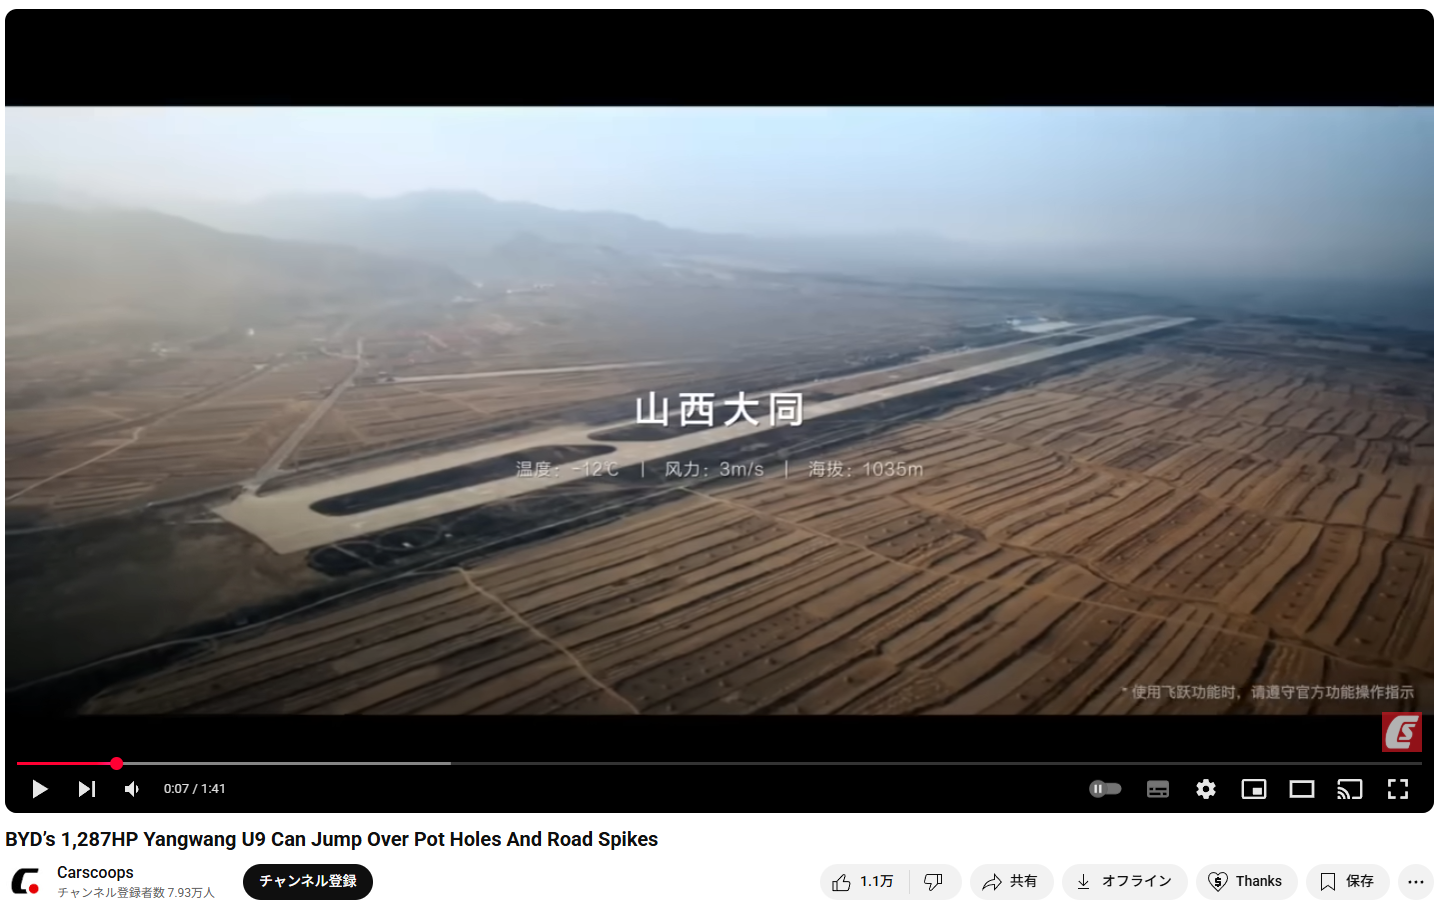 山西大同
温度：-12℃ | 风力：3m/s | 海拔：1035m
* 使用飞跃功能时，请遵守官方功能操作指示
0:07 / 1:41
BYD’s 1,287HP Yangwang U9 Can Jump Over Pot Holes And Road Spikes
Carscoops
チャンネル登録者数 7.93万人
チャンネル登録
1.1万
共有
オフライン
Thanks
保存